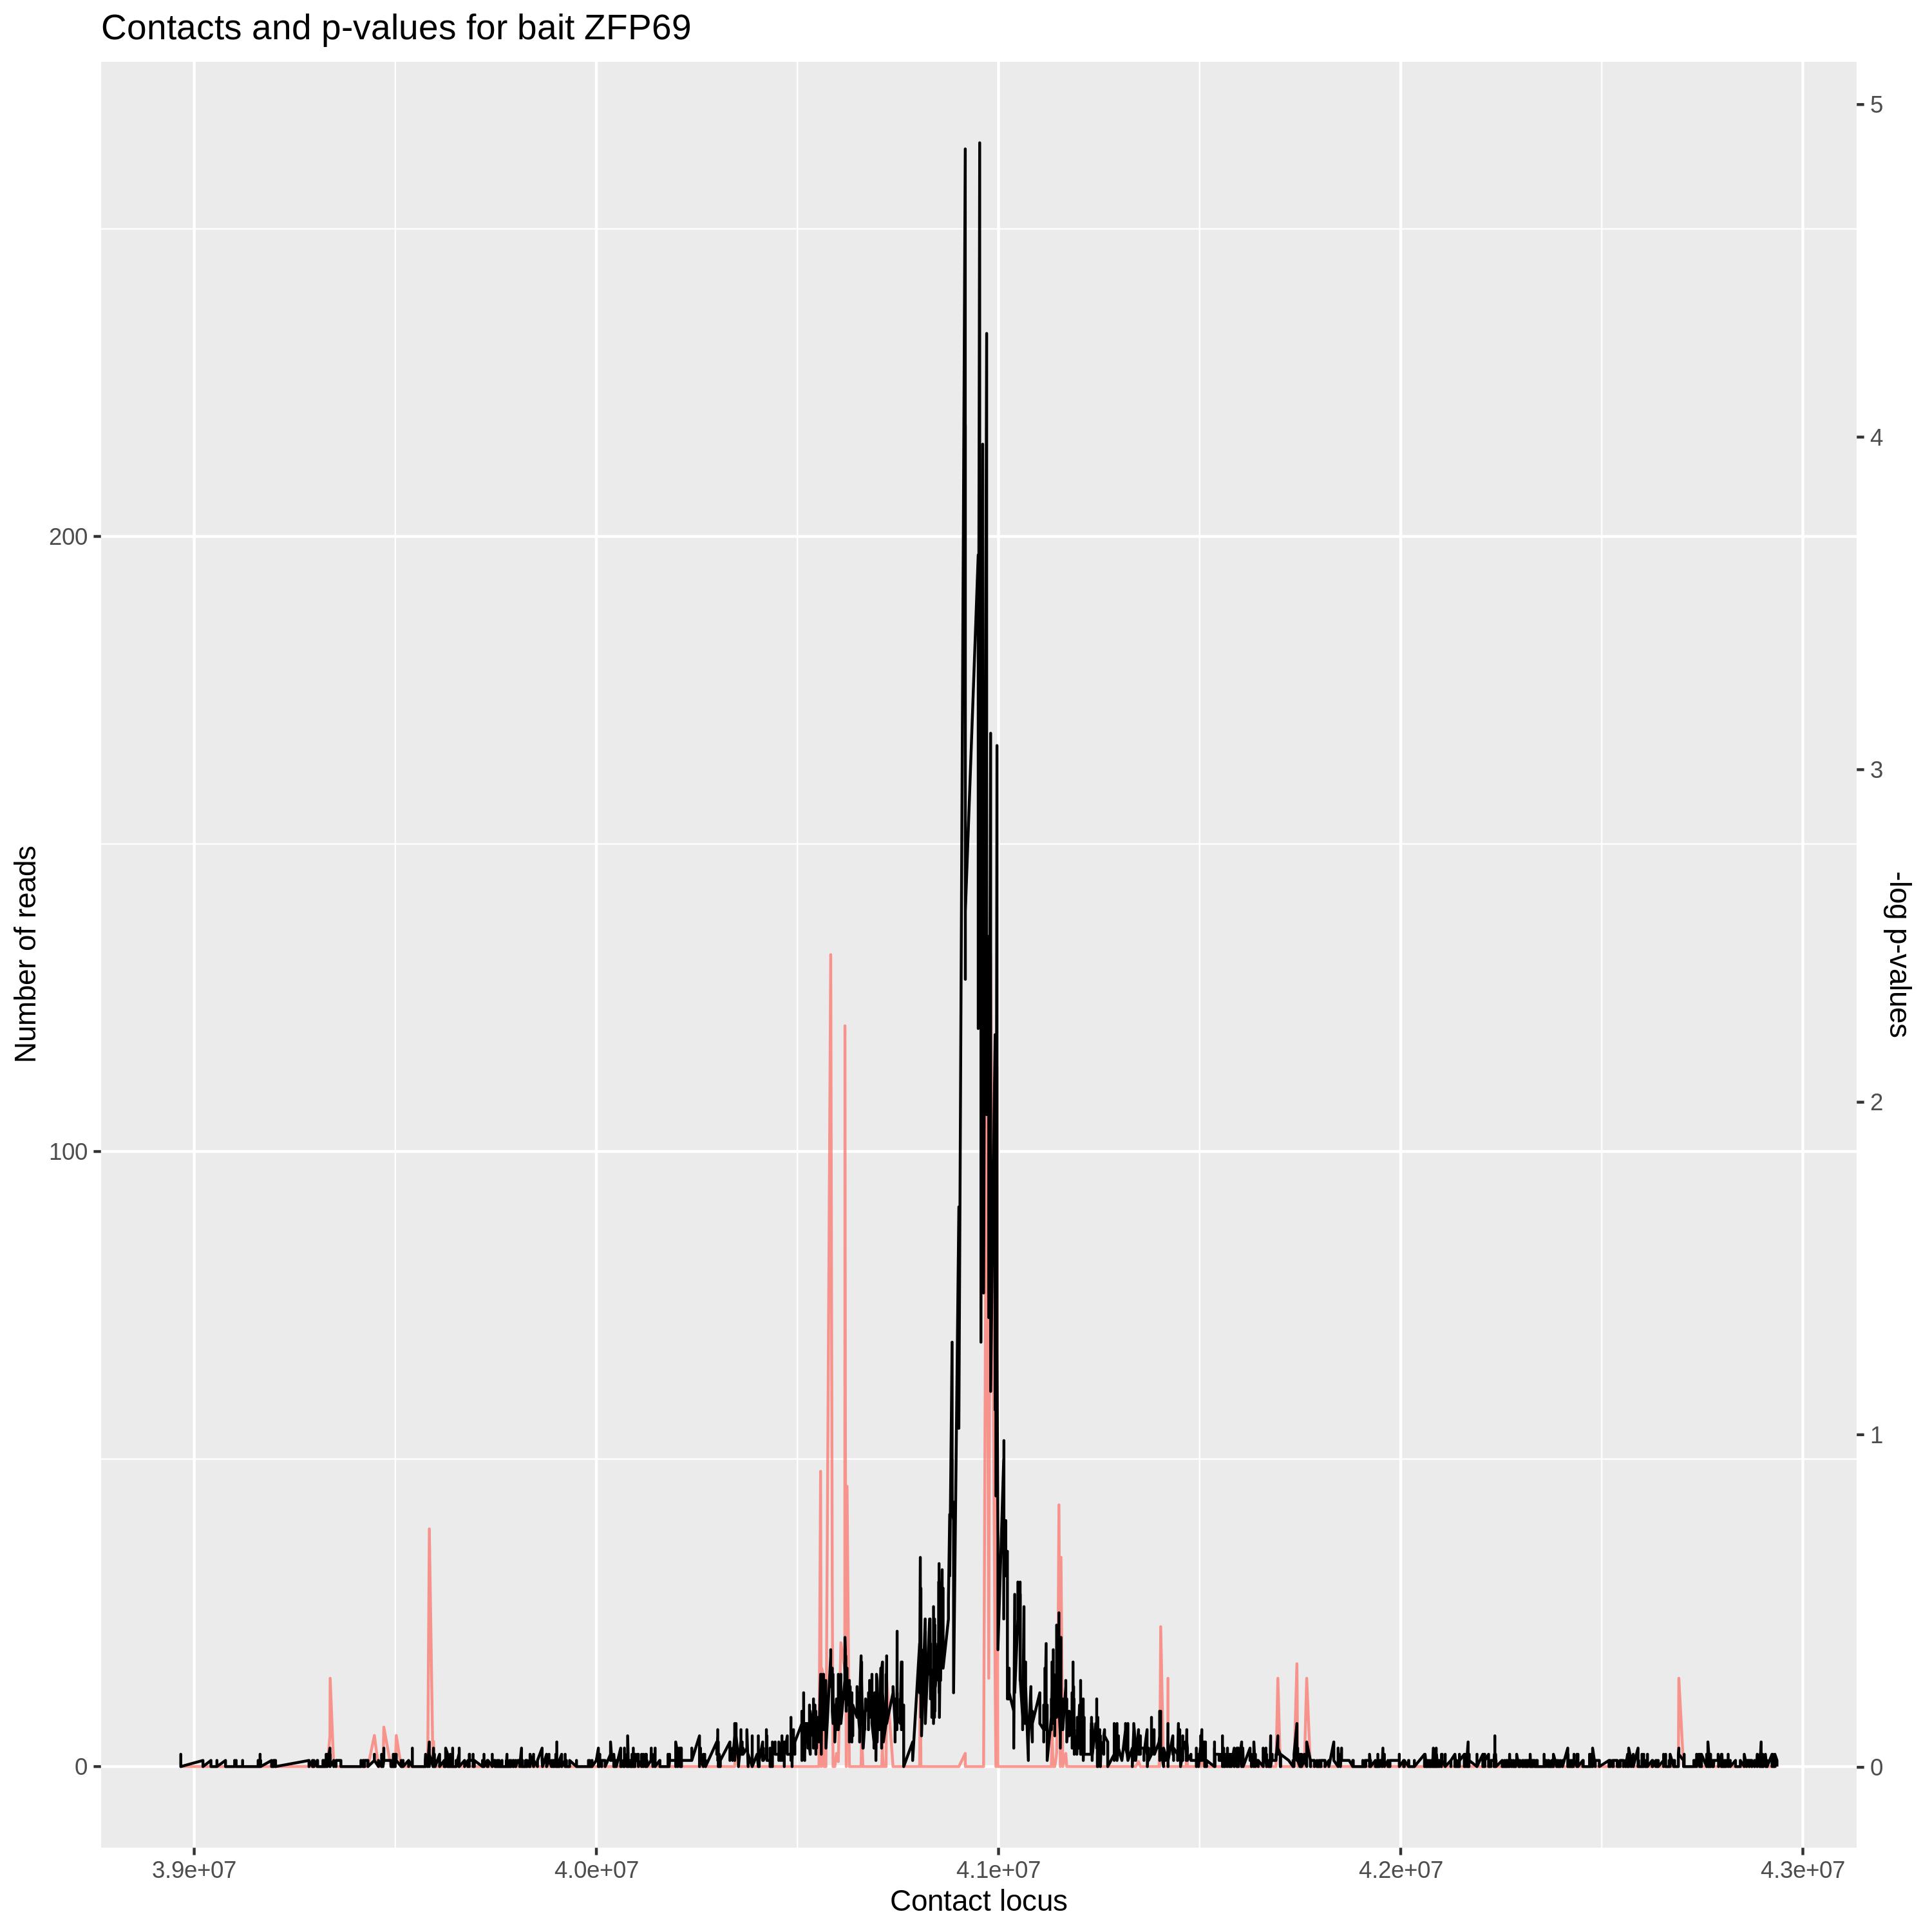 Contacts and p-values for bait ZFP69
Number of reads
200
100
0
5
4
3
2
1
0
-log p-values
3.9e+07 4.0e+07 4.1e+07 4.2e+07 4.3e+07
Contact locus